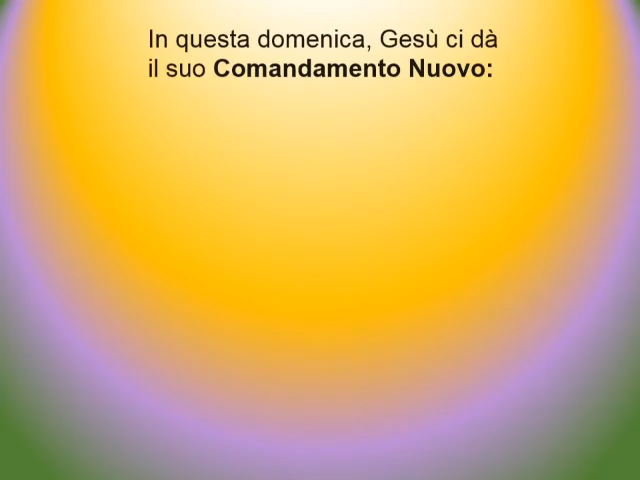 In questa domenica, Gesù ci dà
il suo Comandamento Nuovo: